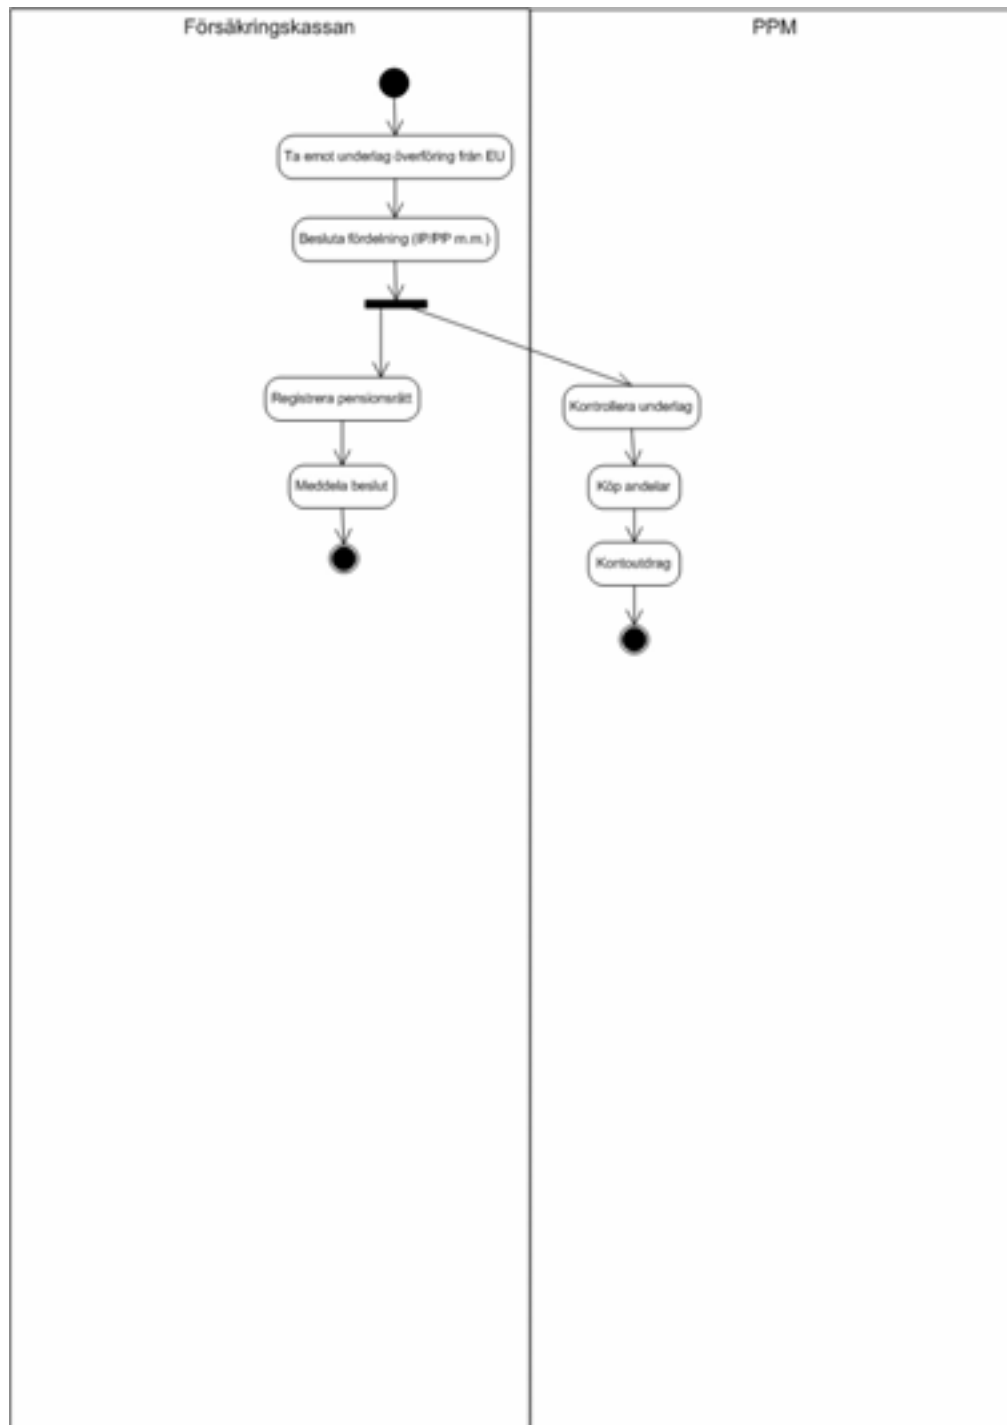 Försäkringskassan
PPM
Ta emot underlag överföring från EU
Besluta fördelning (IP/PP m.m.)
Registrera pensionsrätt
Kontrollera underlag
Meddela beslut
Köp andelar
Kontoutdrag